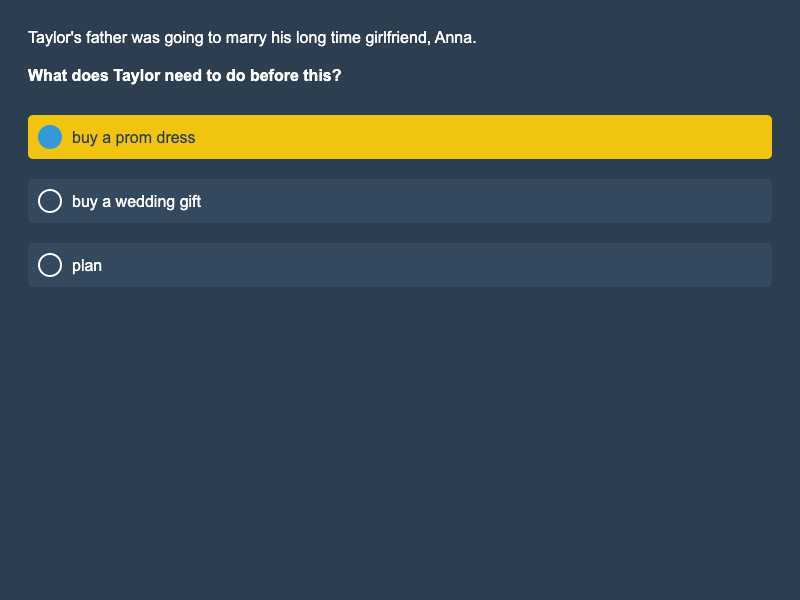 Taylor's father was going to marry his long time girlfriend, Anna.
What does Taylor need to do before this?
buy a prom dress
buy a wedding gift
plan